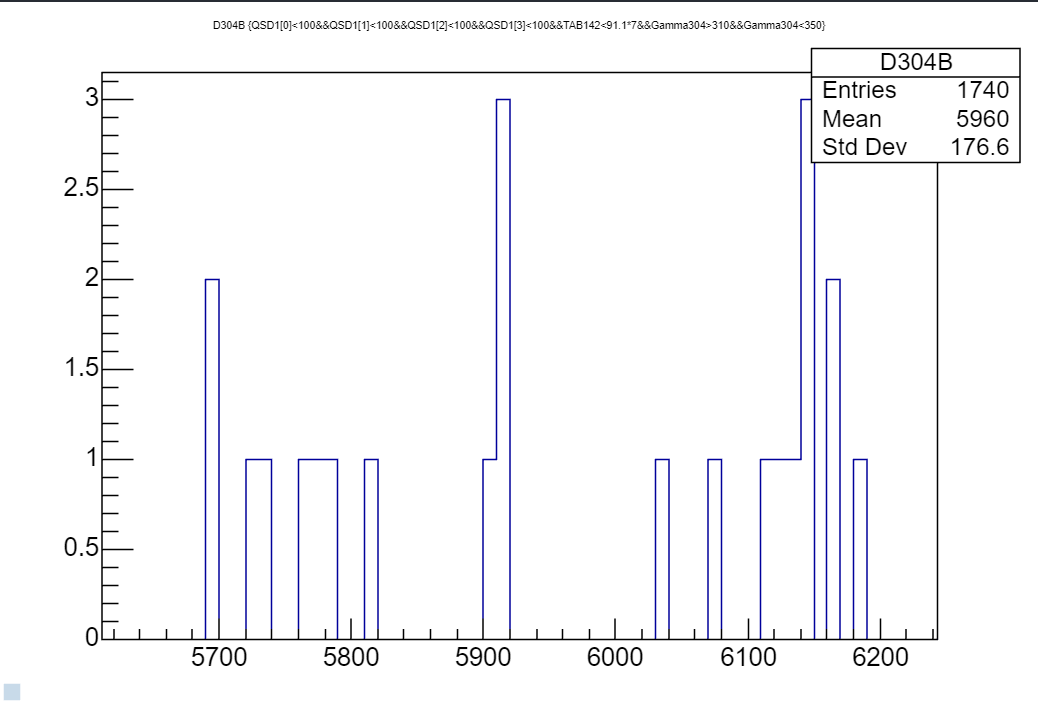 D304B {QSD1[0]<100&&QSD1[1]<100&&QSD1[2]<100&&QSD1[3]<100&&TAB142<91.1*7&&Gamma304>310&&Gamma304<350}
D304B
Entries 1740
Mean 5960
Std Dev 176.6
3
2.5
2
1.5
1
0.5
0
5700 5800 5900 6000 6100 6200